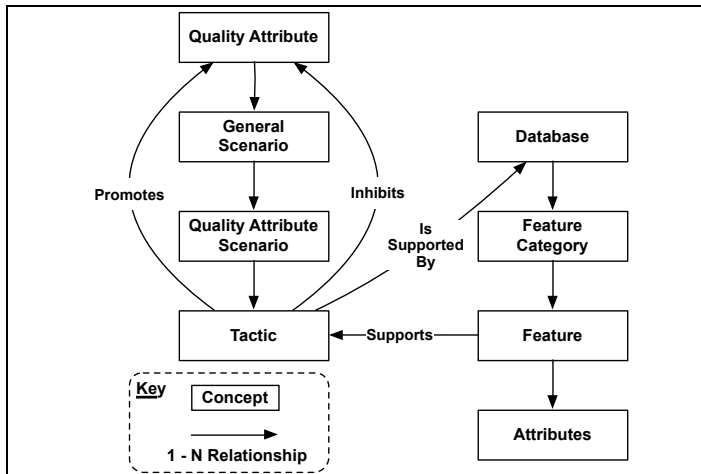 Quality Attribute
General
Scenario
Database
Promotes
Inhibits
Is
Supported
By
Quality Attribute
Scenario
Feature
Category
Tactic
Supports
Feature
Key
Concept
1 - N Relationship
Attributes